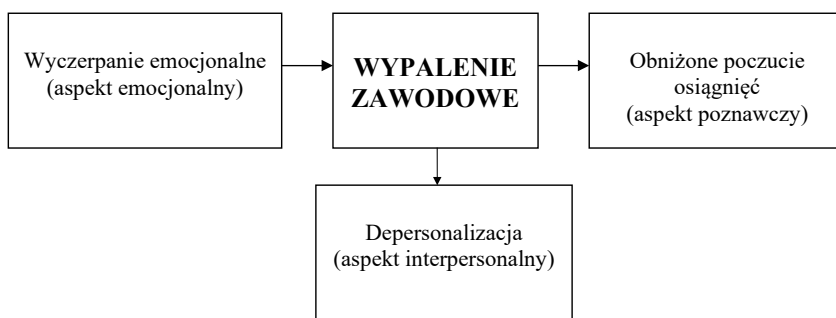 Wyczerpanie emocjonalne
(aspekt emocjonalny)
WYPALENIE
ZAWODOWE
Obniżone poczucie
osiągnięć
(aspekt poznawczy)
Depersonalizacja
(aspekt interpersonalny)